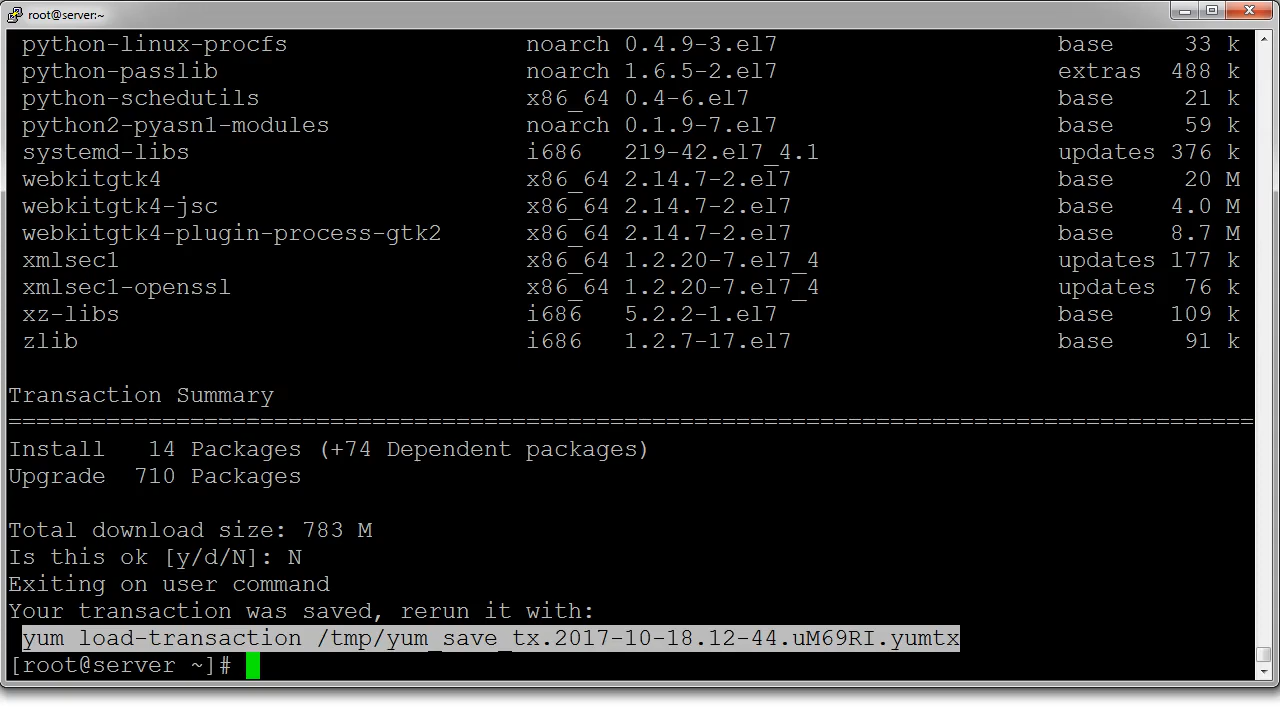 root@server:~
python-linux-procfs noarch 0.4.9-3.el7 base 33 k
python-passlib noarch 1.6.5-2.el7 extras 488 k
python-schedutils x86_64 0.4-6.el7 base 21 k
python2-pyasn1-modules noarch 0.1.9-7.el7 base 59 k
systemd-libs i686 219-42.el7_4.1 updates 376 k
webkitgtk4 x86_64 2.14.7-2.el7 base 20 M
webkitgtk4-jsc x86_64 2.14.7-2.el7 base 4.0 M
webkitgtk4-plugin-process-gtk2 x86_64 2.14.7-2.el7 base 8.7 M
xmlsec1 x86_64 1.2.20-7.el7_4 updates 177 k
xmlsec1-openssl x86_64 1.2.20-7.el7_4 updates 76 k
xz-libs i686 5.2.2-1.el7 base 109 k
zlib i686 1.2.7-17.el7 base 91 k
Transaction Summary
==========================================================================================
Install 14 Packages (+74 Dependent packages)
Upgrade 710 Packages
Total download size: 783 M
Is this ok [y/d/N]: N
Exiting on user command
Your transaction was saved, rerun it with:
yum load-transaction /tmp/yum_save_tx.2017-10-18.12-44.uM69RI.yumtx
[root@server ~]#